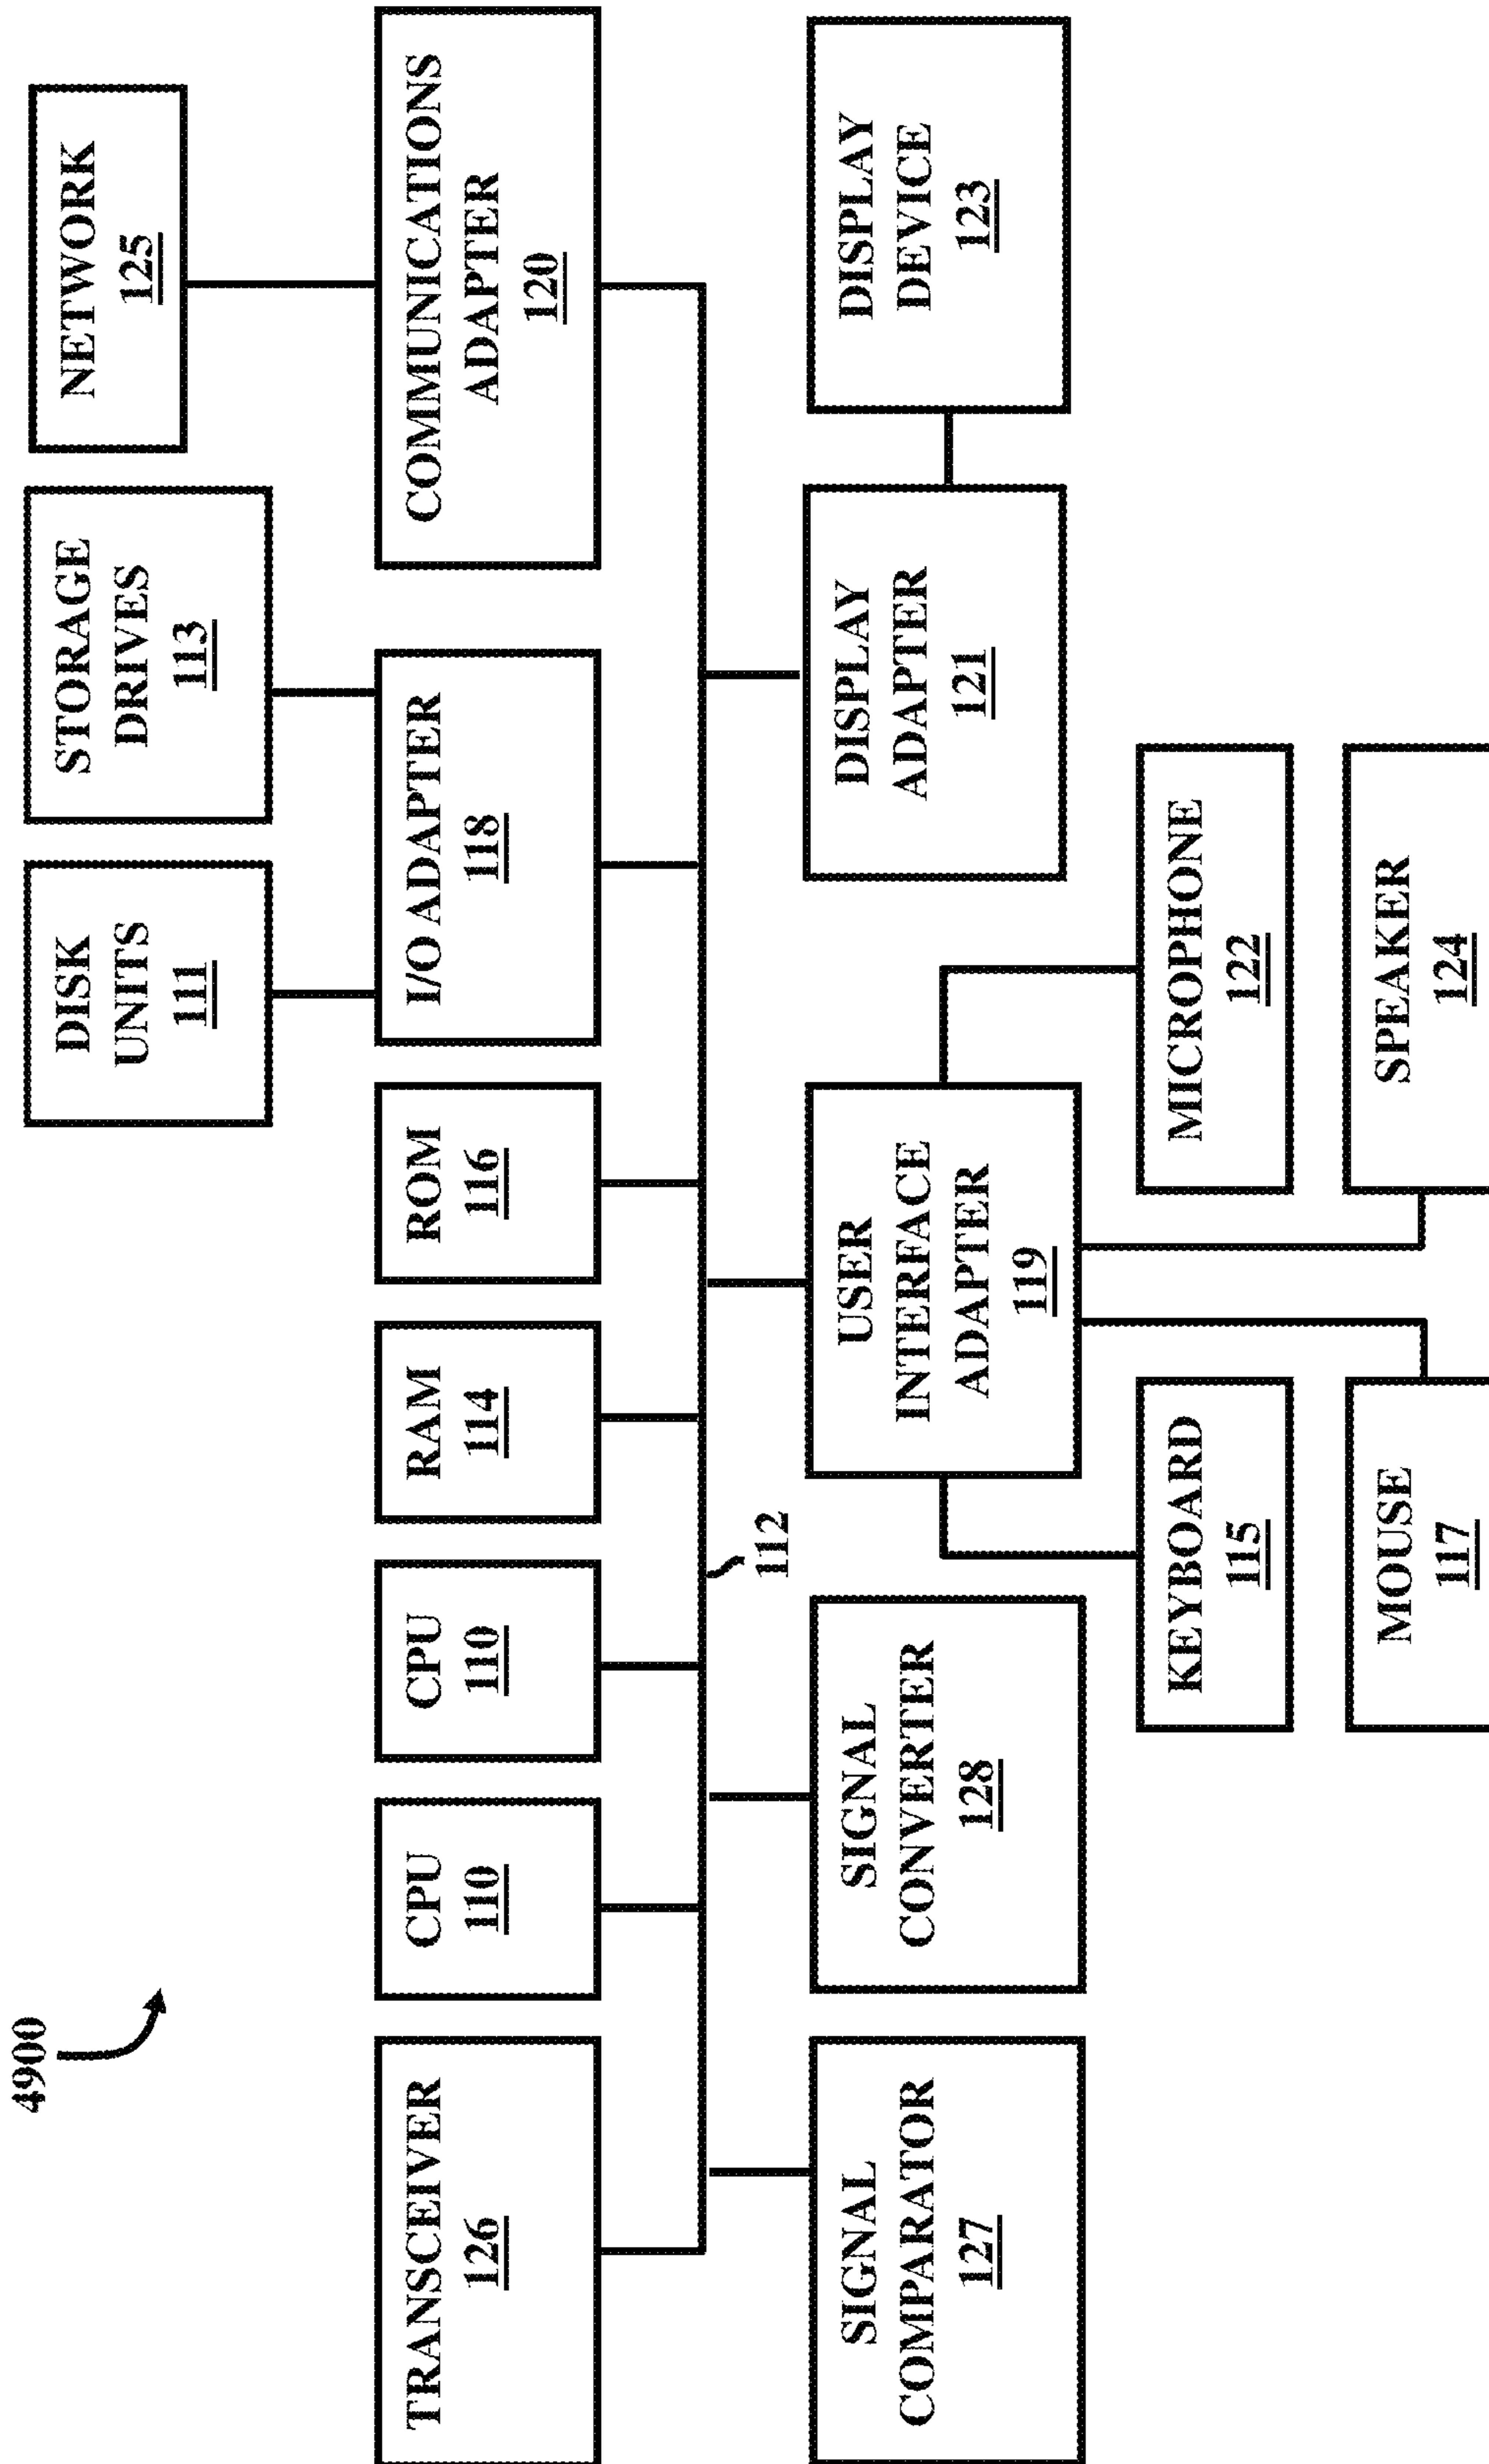 4900
TRANSCEIVER
126
CPU
110
CPU
110
RAM
114
ROM
116
I/O ADAPTER
118
DISK
UNITS
111
STORAGE
DRIVES
113
NETWORK
125
COMMUNICATIONS
ADAPTER
120
112
SIGNAL
COMPARATOR
127
SIGNAL
CONVERTER
128
USER
INTERFACE
ADAPTER
119
DISPLAY
ADAPTER
121
DISPLAY
DEVICE
123
KEYBOARD
115
MICROPHONE
122
MOUSE
117
SPEAKER
124